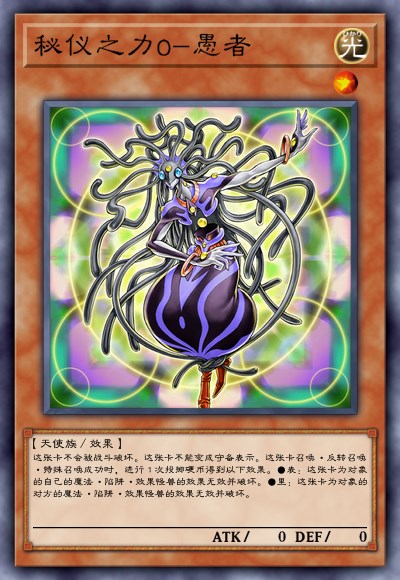 秘仪之力0-愚者
光
【天使族/效果】
这张卡不会被战斗破坏。这张卡不能变成守备表示。这张卡召唤·反转召唤
·特殊召唤成功时，进行1次投掷硬币得到以下效果。●表：这张卡为对象
的自己的魔法·陷阱·效果怪兽的效果无效并破坏。●里：这张卡为对象的
对方的魔法·陷阱·效果怪兽的效果无效并破坏。
ATK/ 0 DEF/ 0